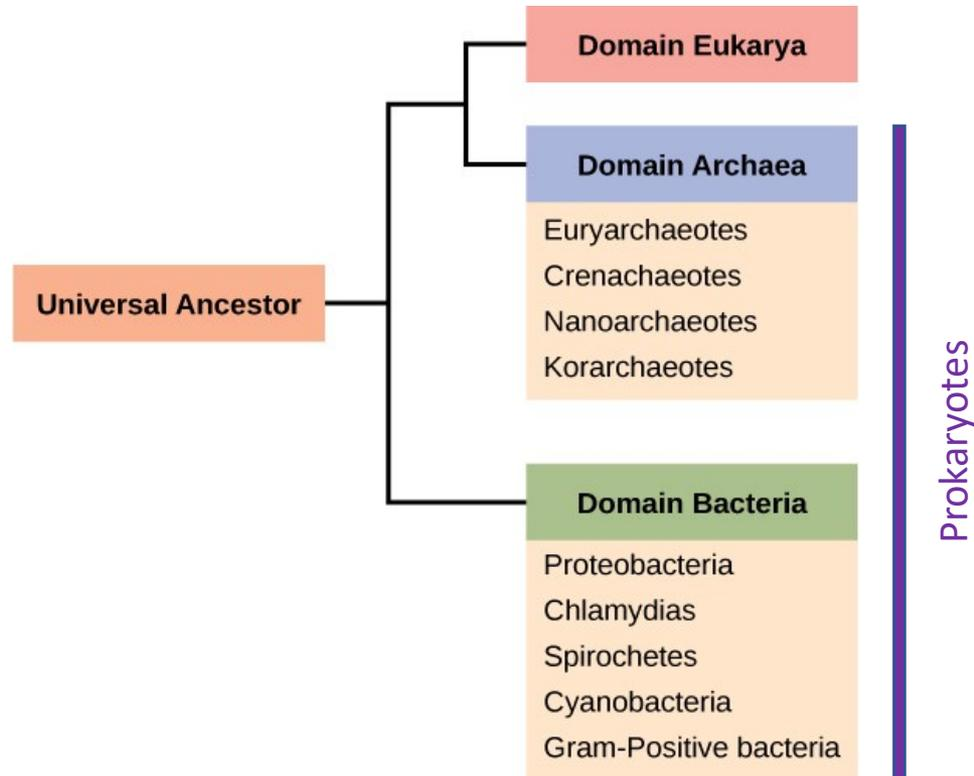 Domain Eukarya
Domain Archaea
Euryarchaeotes
Crenachaeotes
Nanoarchaeotes
Korarchaeotes
Universal Ancestor
Domain Bacteria
Proteobacteria
Chlamydias
Spirochetes
Cyanobacteria
Gram-Positive bacteria
Prokaryotes